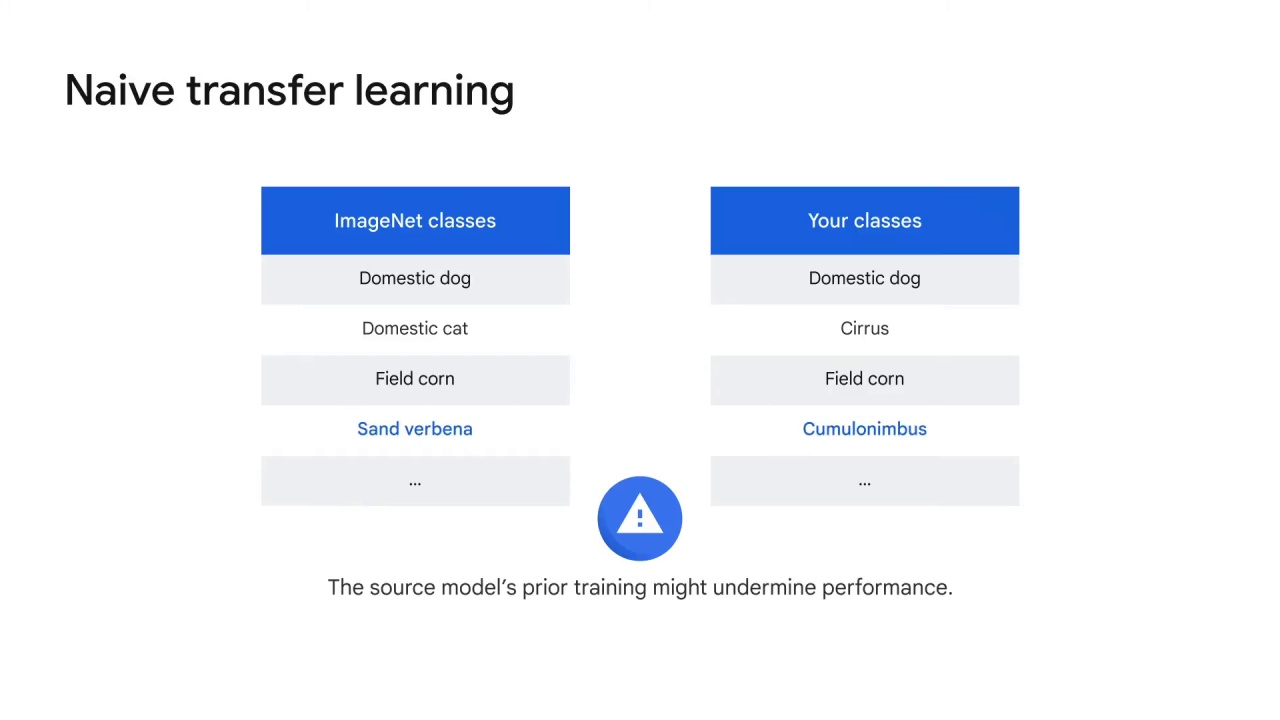 Naive transfer learning
ImageNet classes
Domestic dog
Domestic cat
Field corn
Sand verbena
...
Your classes
Domestic dog
Cirrus
Field corn
Cumulonimbus
...
The source model’s prior training might undermine performance.